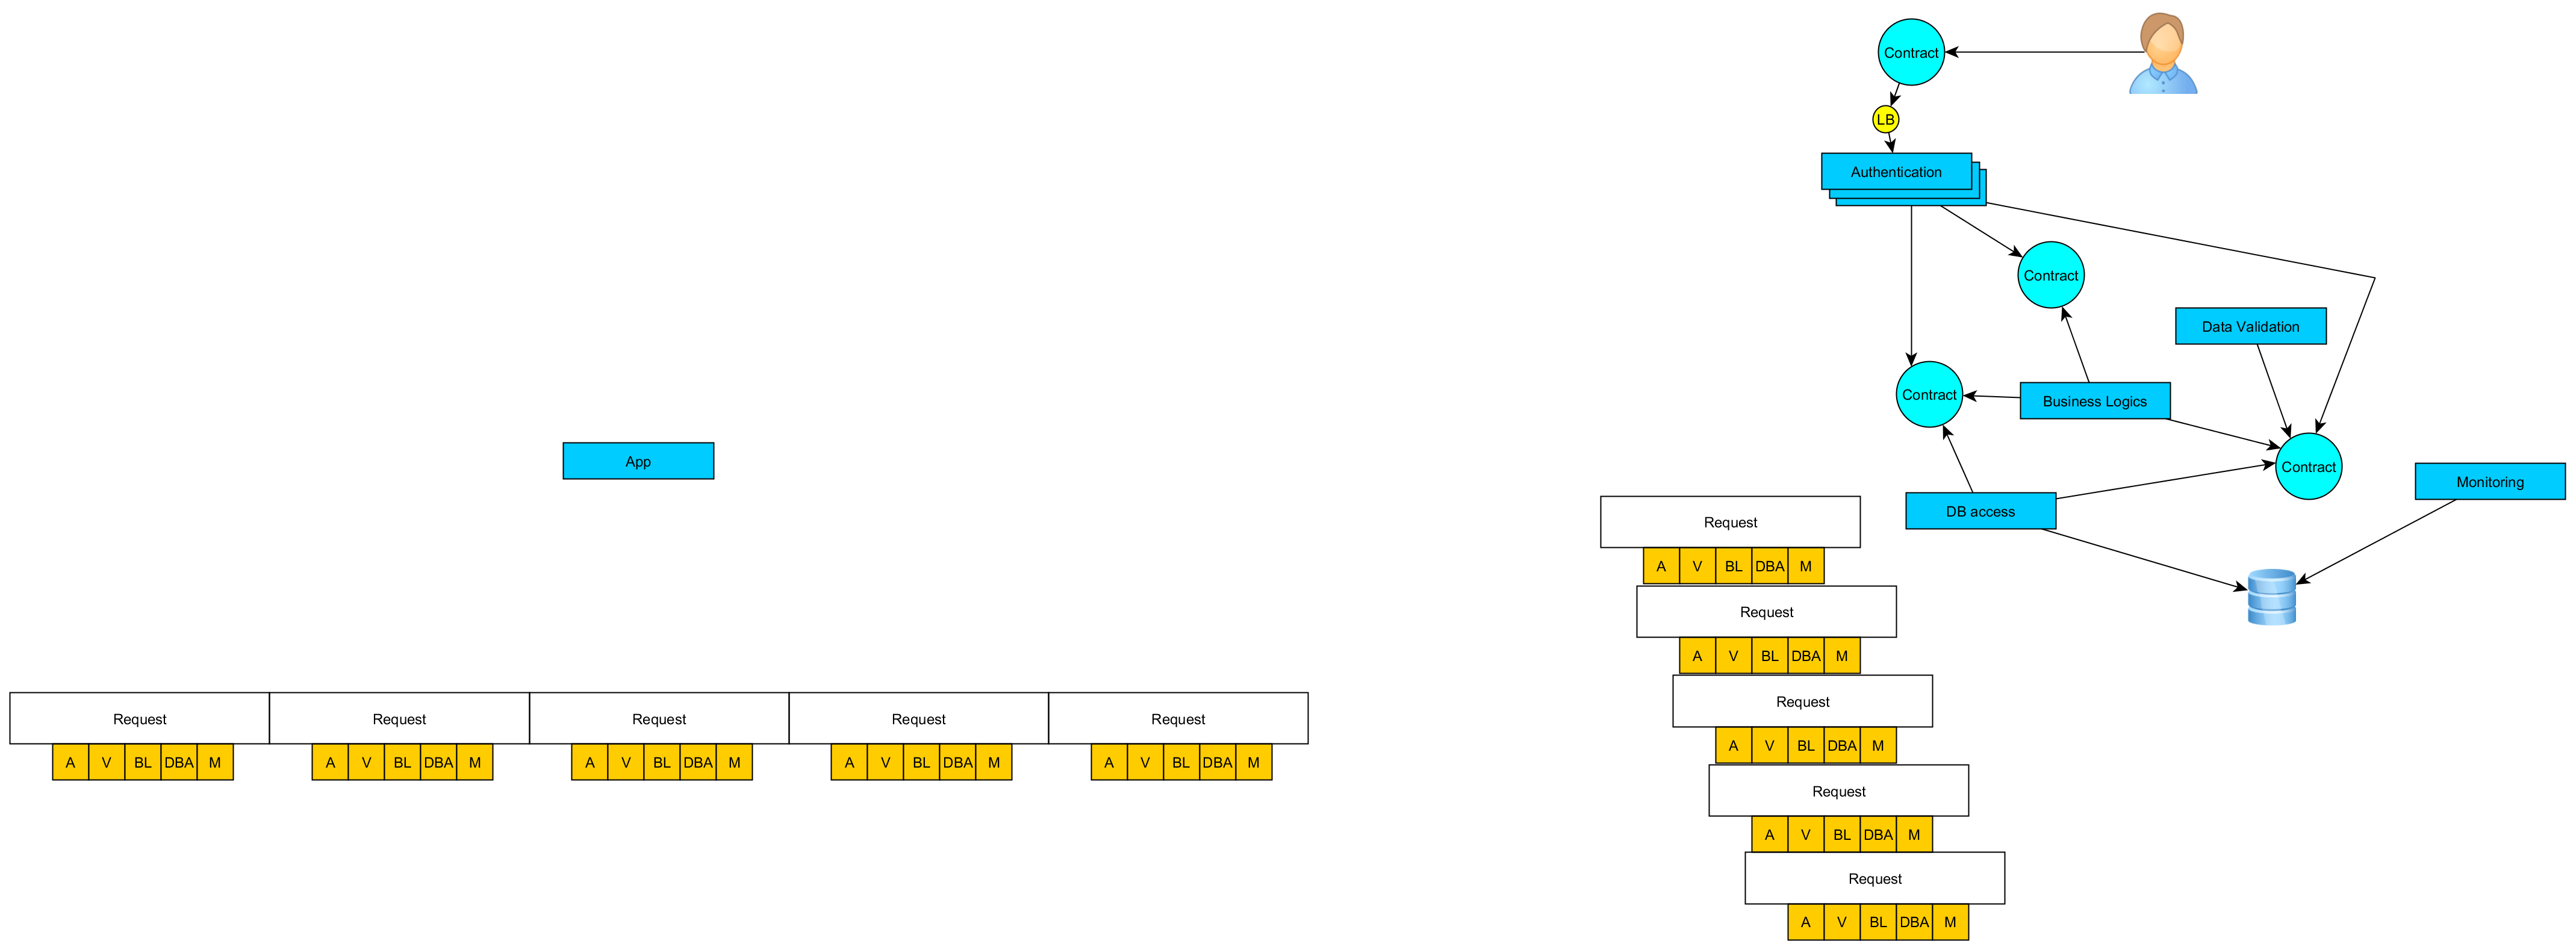 App
Request Request Request Request Request
A V BL DBA M A V BL DBA M A V BL DBA M A V BL DBA M A V BL DBA M
Contract
LB
Authentication
Contract
Data Validation
Contract
Business Logics
Contract
Monitoring
DB access
Request
A V BL DBA M
Request
A V BL DBA M
Request
A V BL DBA M
Request
A V BL DBA M
Request
A V BL DBA M